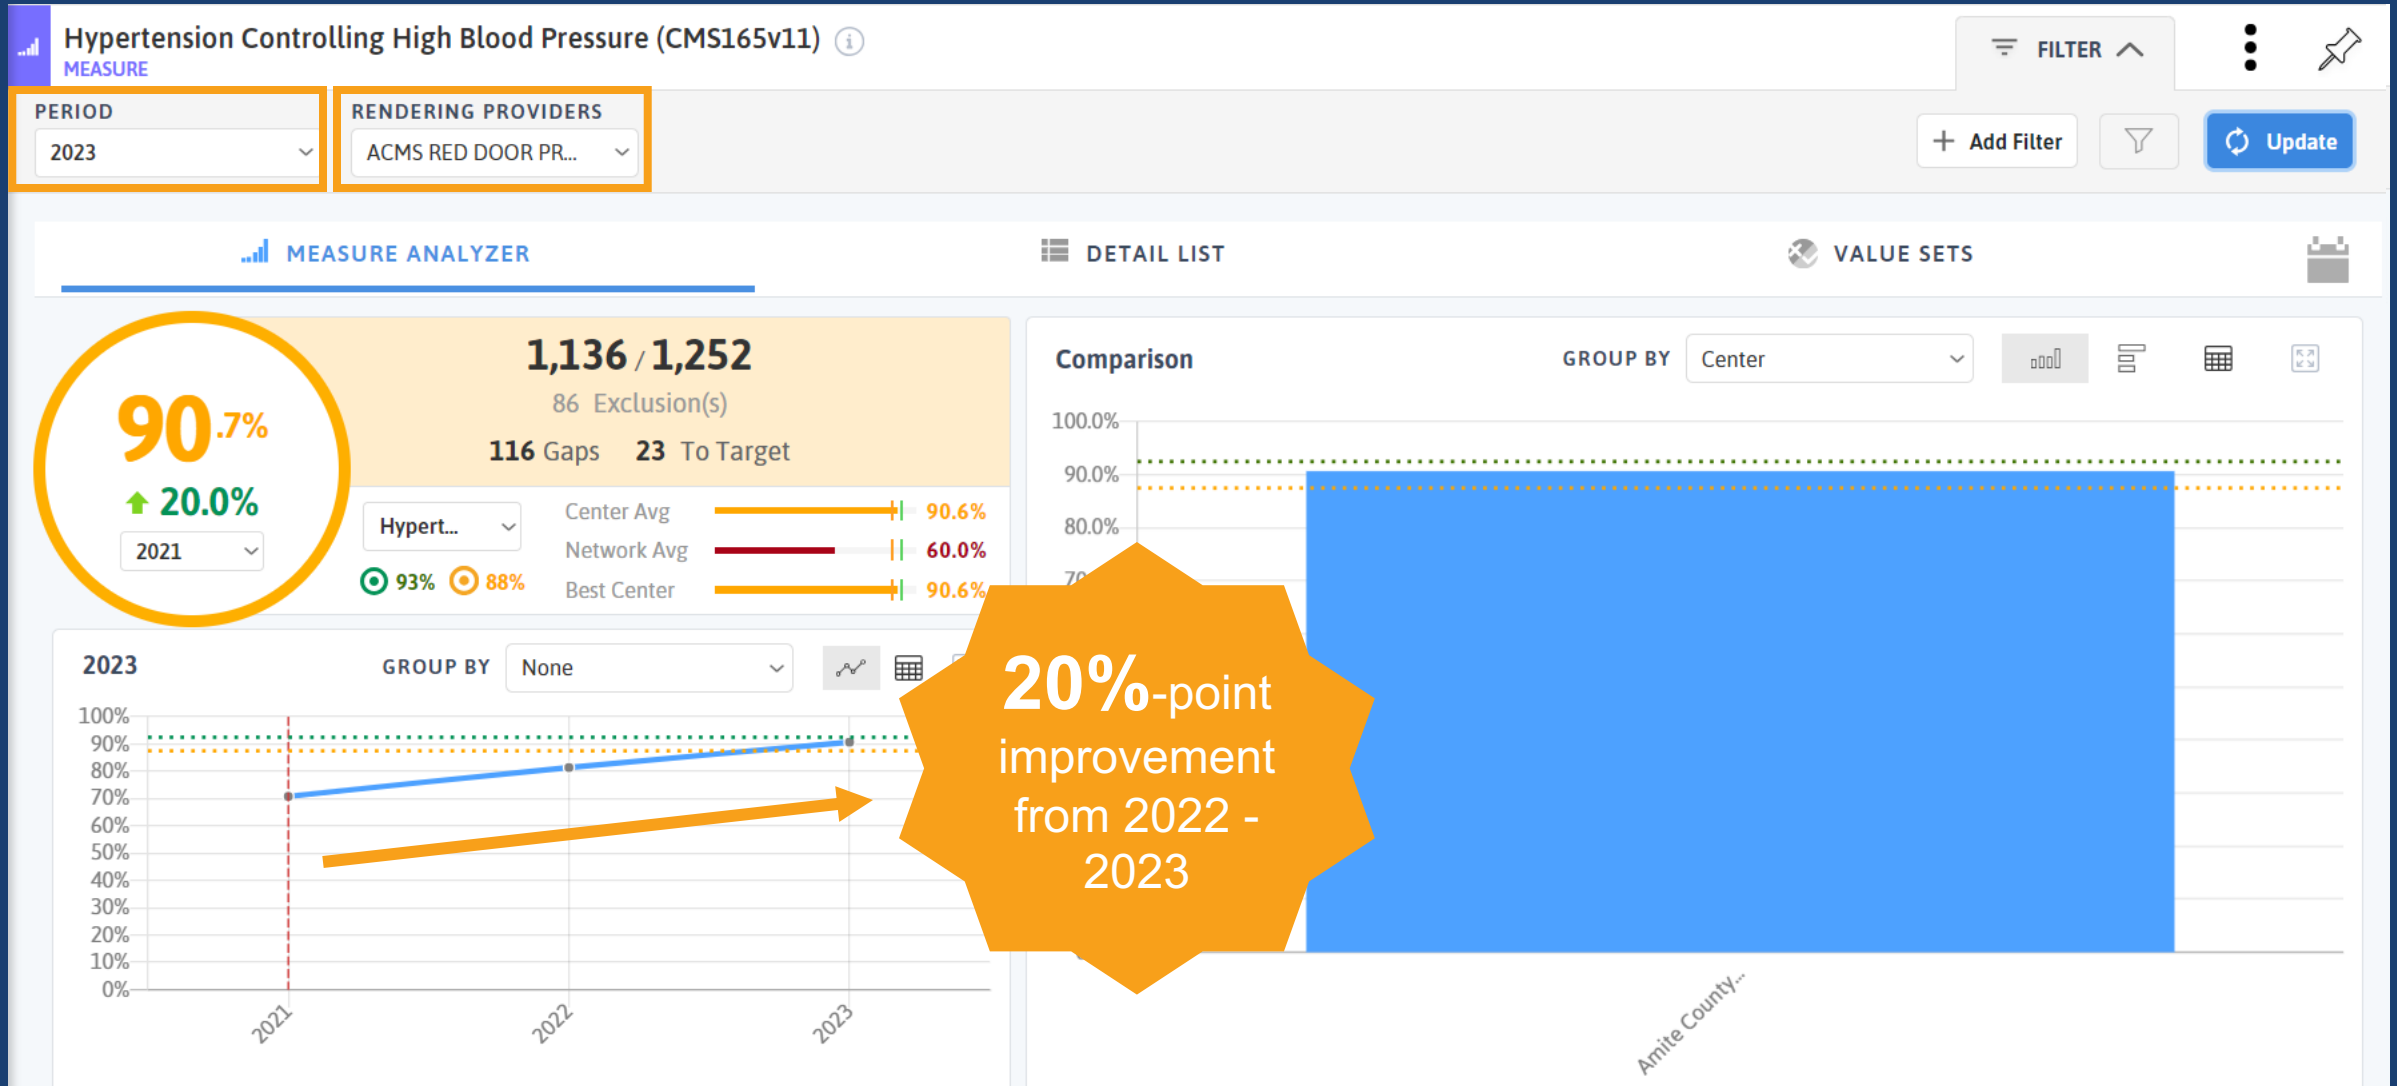 Hypertension Controlling High Blood Pressure (CMS165v11)
MEASURE
FILTER
PERIOD
2023
RENDERING PROVIDERS
ACMS RED DOOR PR...
+ Add Filter
Update
MEASURE ANALYZER
DETAIL LIST
VALUE SETS
90.7%
20.0%
2021
1,136 / 1,252
86 Exclusion(s)
116 Gaps 23 To Target
Hypert...
93% 88%
Center Avg 90.6%
Network Avg 60.0%
Best Center 90.6%
Comparison
GROUP BY Center
100.0%
90.0%
80.0%
Amite County...
2023
GROUP BY None
100%
90%
80%
70%
60%
50%
40%
30%
20%
10%
0%
2021
2022
2023
20%-point
improvement
from 2022 -
2023